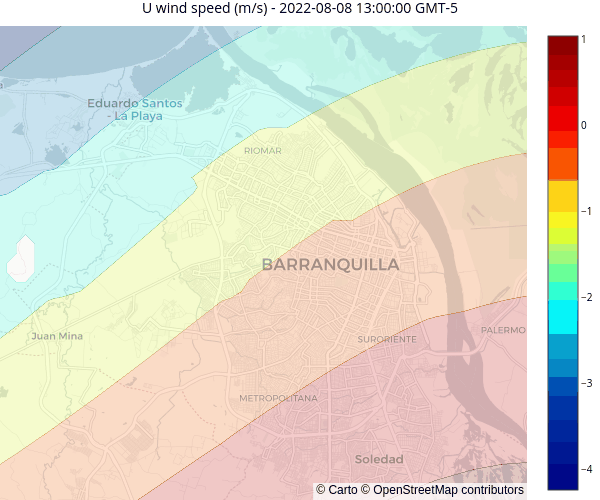 U wind speed (m/s) - 2022-08-08 13:00:00 GMT-5
1
Eduardo Santos
- La Playa
0
RIOMAR
−1
BARRANQUILLA
−2
Juan Mina
SURORIENTE
PALERMO
−3
METROPOLITANA
Soledad
−4
© Carto © OpenStreetMap contributors